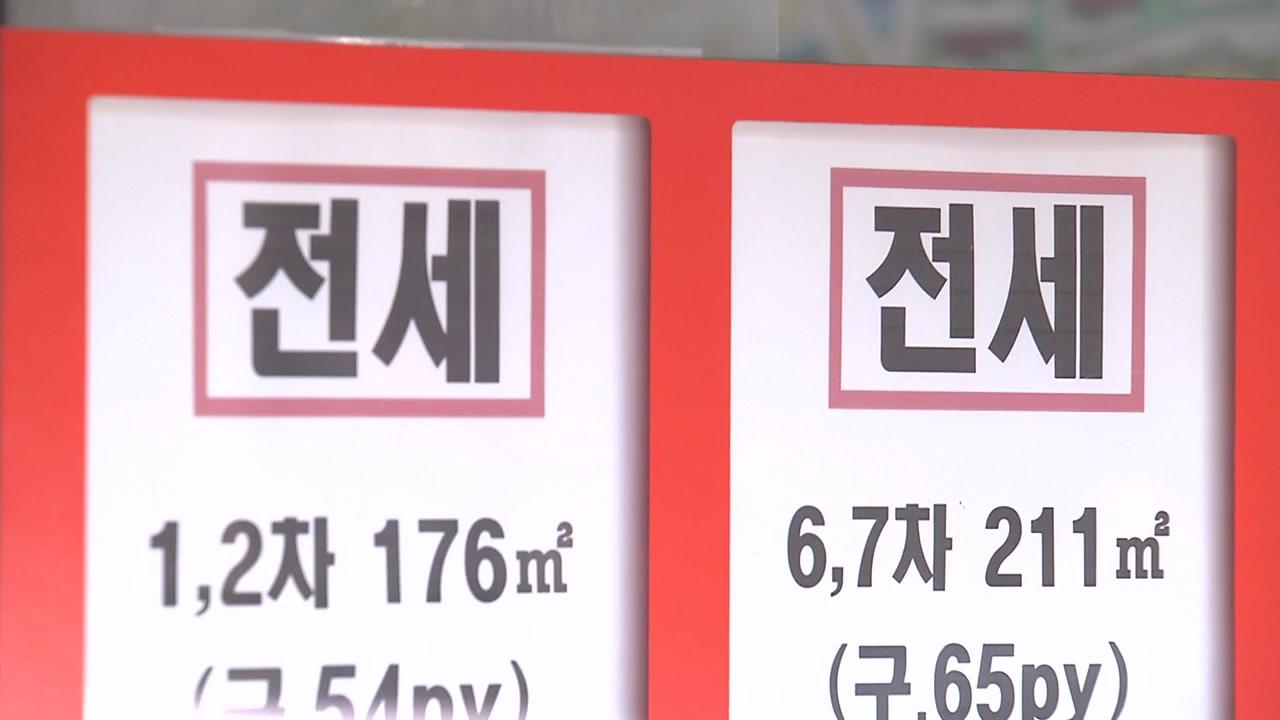 전세
1,2차 176㎡
(구.54py)
전세
6,7차 211㎡
(구.65py)